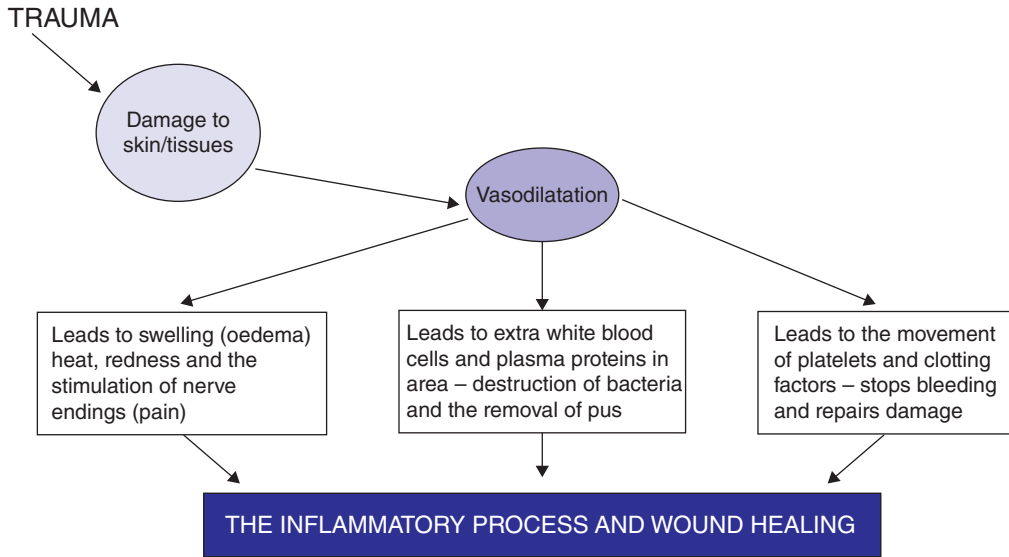 TRAUMA
Damage to
skin/tissues
Vasodilatation
Leads to swelling (oedema)
heat, redness and the
stimulation of nerve
endings (pain)
Leads to extra white blood
cells and plasma proteins in
area – destruction of bacteria
and the removal of pus
Leads to the movement
of platelets and clotting
factors – stops bleeding
and repairs damage
THE INFLAMMATORY PROCESS AND WOUND HEALING